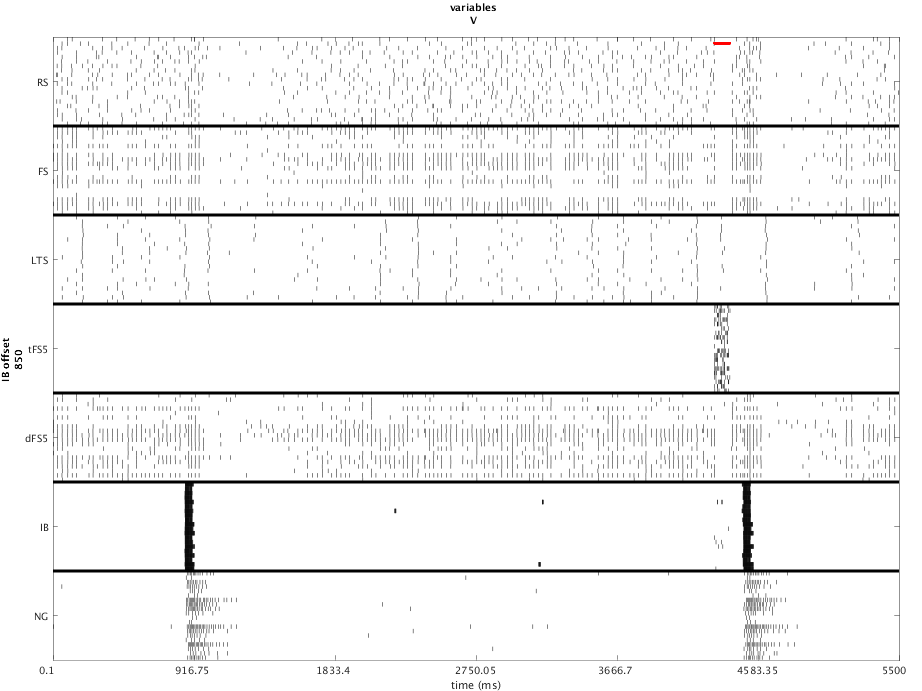 variables
V
RS
FS
LTS
tFS5
dFS5
IB
NG
IB offset
850
0.1 916.75 1833.4 2750.05 3666.7 4583.35 5500
time (ms)